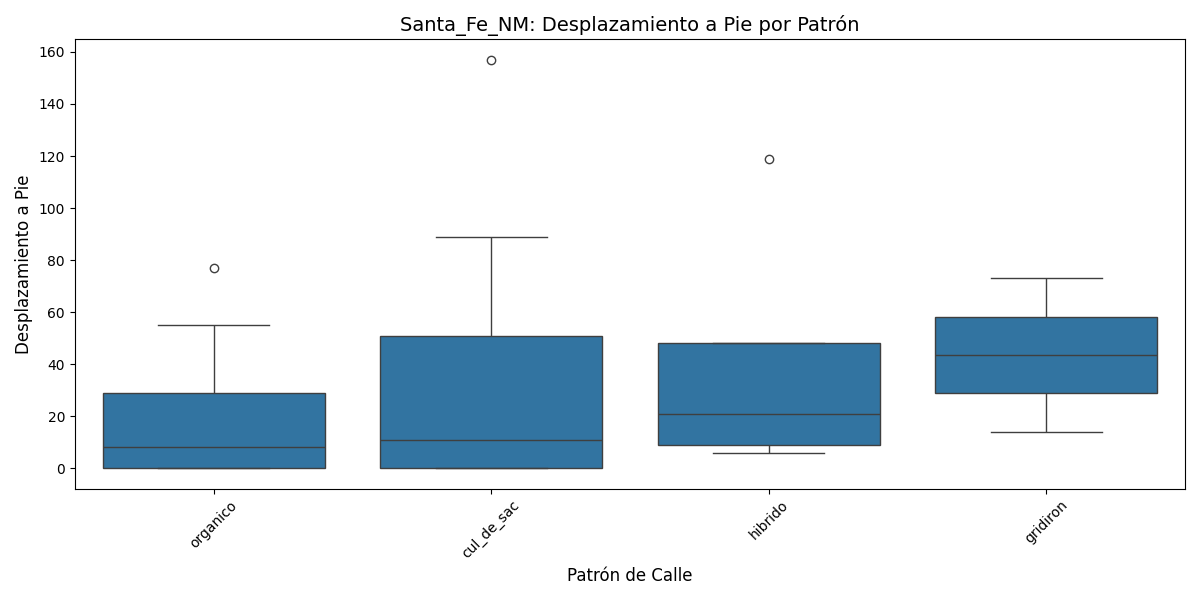 Santa_Fe_NM: Desplazamiento a Pie por Patrón
Desplazamiento a Pie
160
140
120
100
80
60
40
20
0
organico
cul_de_sac
hibrido
gridiron
Patrón de Calle